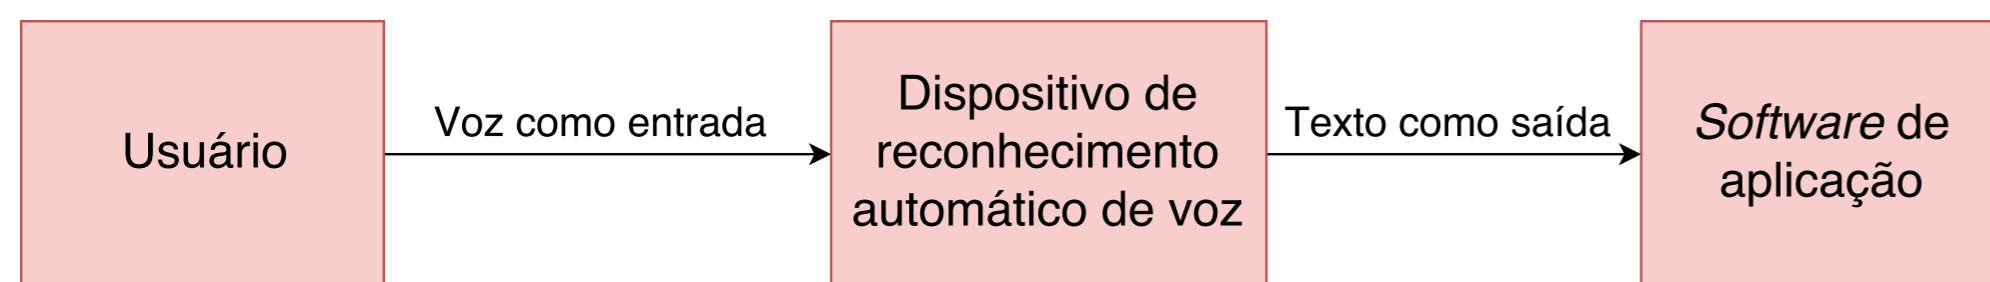 Usuário
Voz como entrada
Dispositivo de
reconhecimento
automático de voz
Texto como saída
Software de
aplicação